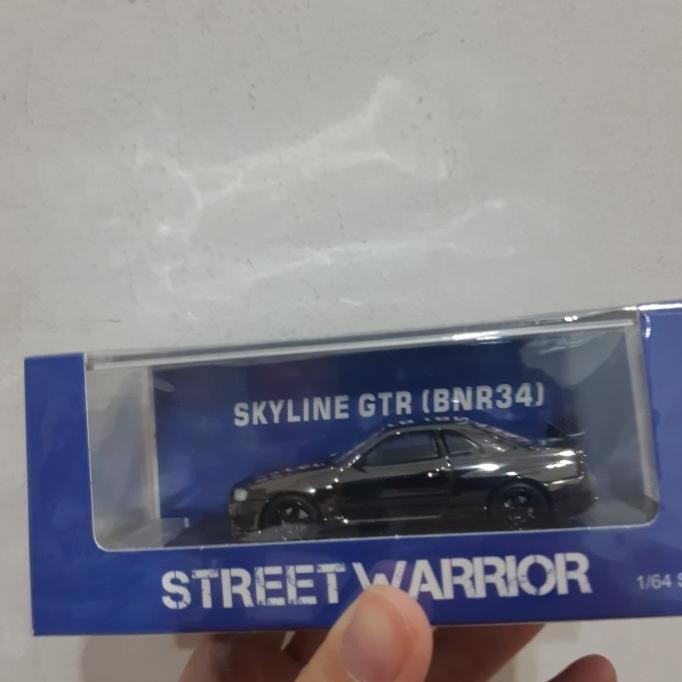 SKYLINE GTR (BNR34)
STREET WARRIOR
1/64 S